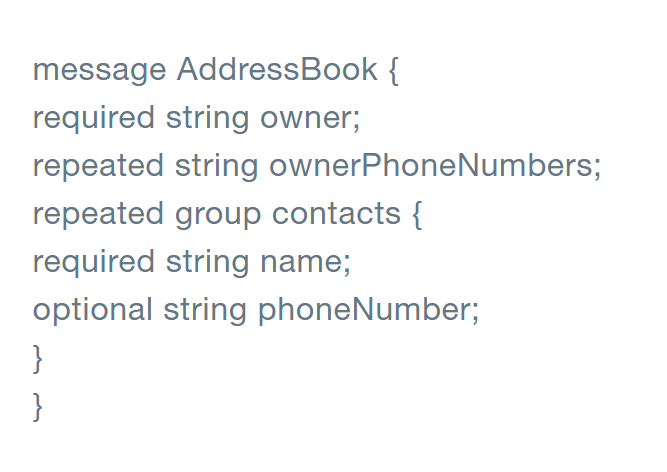 message AddressBook {
required string owner;
repeated string ownerPhoneNumbers;
repeated group contacts {
required string name;
optional string phoneNumber;
}
}